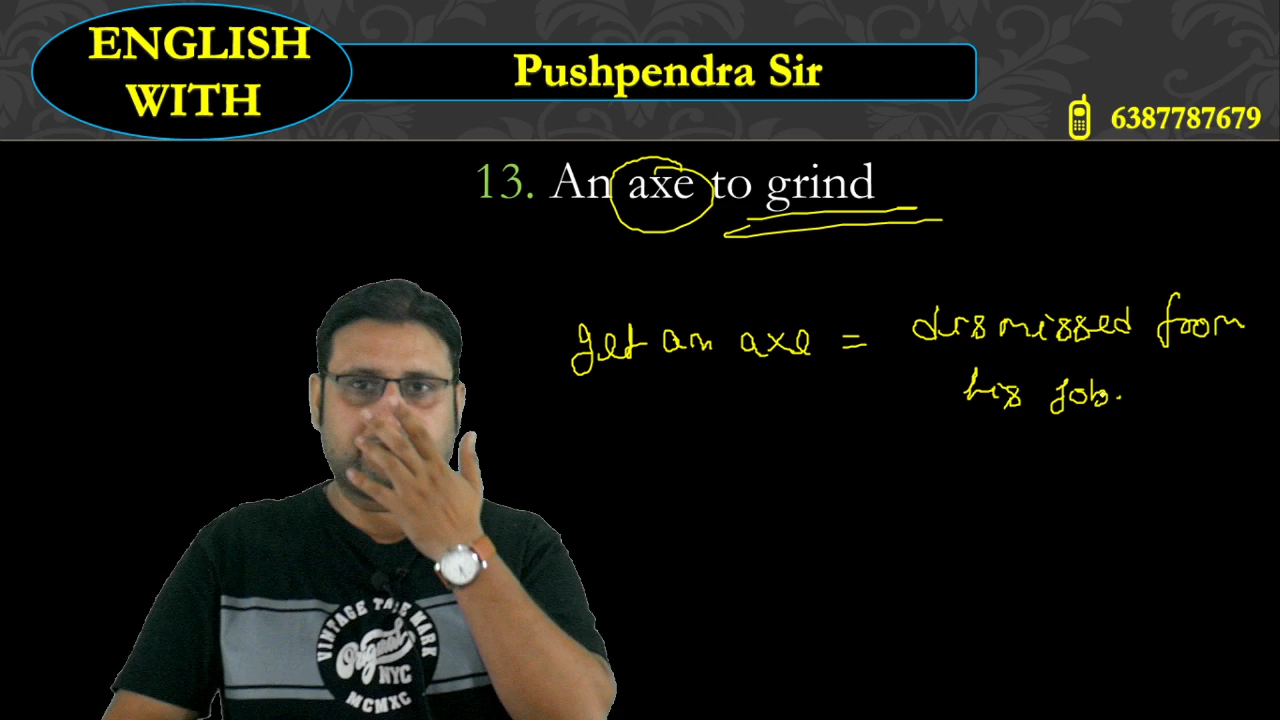 ENGLISH
WITH
Pushpendra Sir
6387787679
13. An axe to grind
get an axe = dismissed from
his job.
VINTAGE TADE MARK
Original
NYC
MCMXC